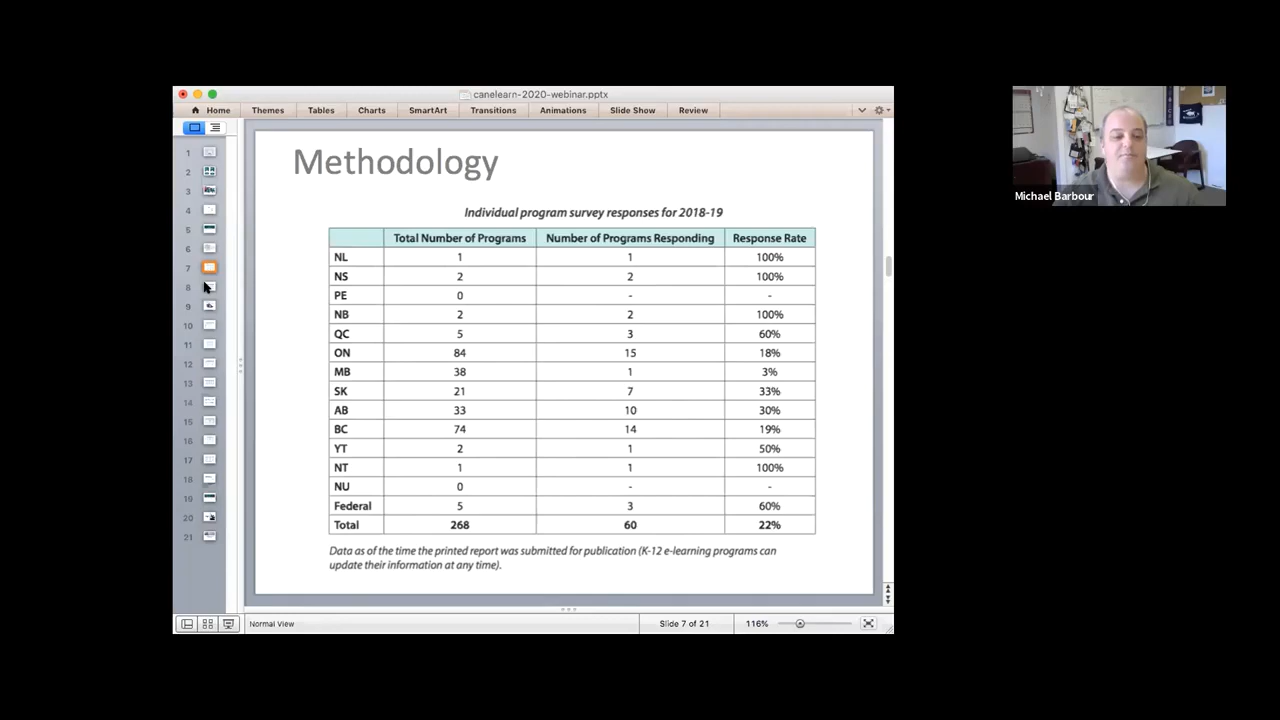 canelearn-2020-webinar.pptx
Home Themes Tables Charts SmartArt Transitions Animations Slide Show Review
1
2
3
4
5
6
7
8
9
10
11
12
13
14
15
16
17
18
19
20
21
Methodology
Individual program survey responses for 2018-19
Total Number of Programs Number of Programs Responding Response Rate
NL 1 1 100%
NS 2 2 100%
PE 0 - -
NB 2 2 100%
QC 5 3 60%
ON 84 15 18%
MB 38 1 3%
SK 21 7 33%
AB 33 10 30%
BC 74 14 19%
YT 2 1 50%
NT 1 1 100%
NU 0 - -
Federal 5 3 60%
Total 268 60 22%
Data as of the time the printed report was submitted for publication (K-12 e-learning programs can
update their information at any time).
Normal View Slide 7 of 21 116%
Michael Barbour